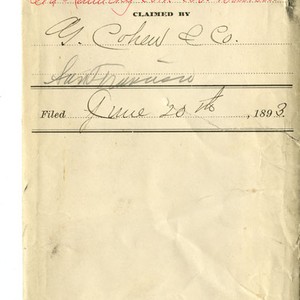 CLAIMED BY
G. Cohen & Co.
San Francisco
Filed June 20th, 1893.